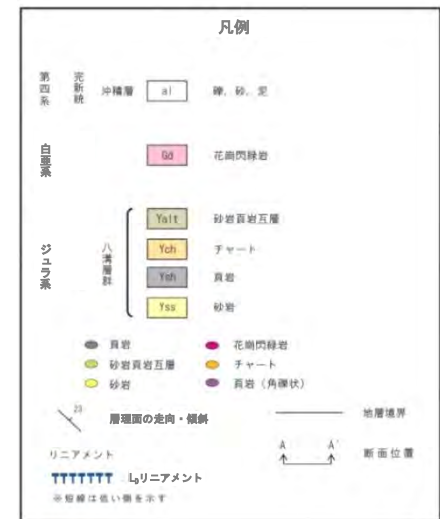 凡例
第四系 完新統 沖積層 al 礫，砂，泥
白亜系 Gd 花崗閃緑岩
ジュラ系 八溝層群
Yalt 砂岩頁岩互層
Ych チャート
Ysh 頁岩
Yss 砂岩
頁岩 花崗閃緑岩
砂岩頁岩互層 チャート
砂岩 頁岩（角礫状）
23 層理面の走向・傾斜 地層境界
リニアメント A A' 断面位置
LDリニアメント
※短線は低い側を示す